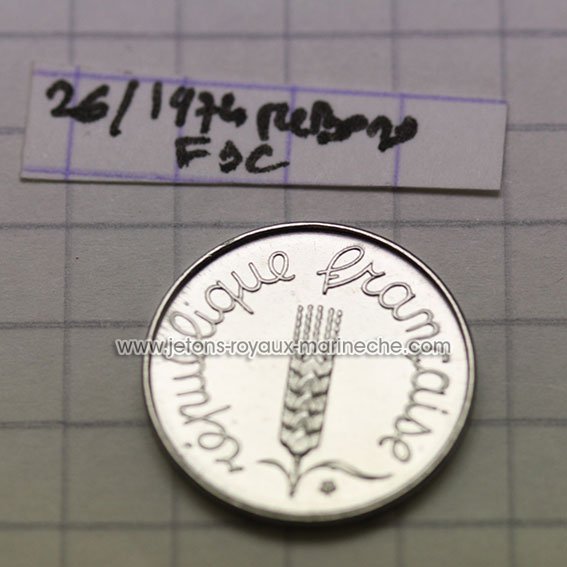 26/1974 REBORD
FDC
république française
www.jetons-royaux-marineche.com